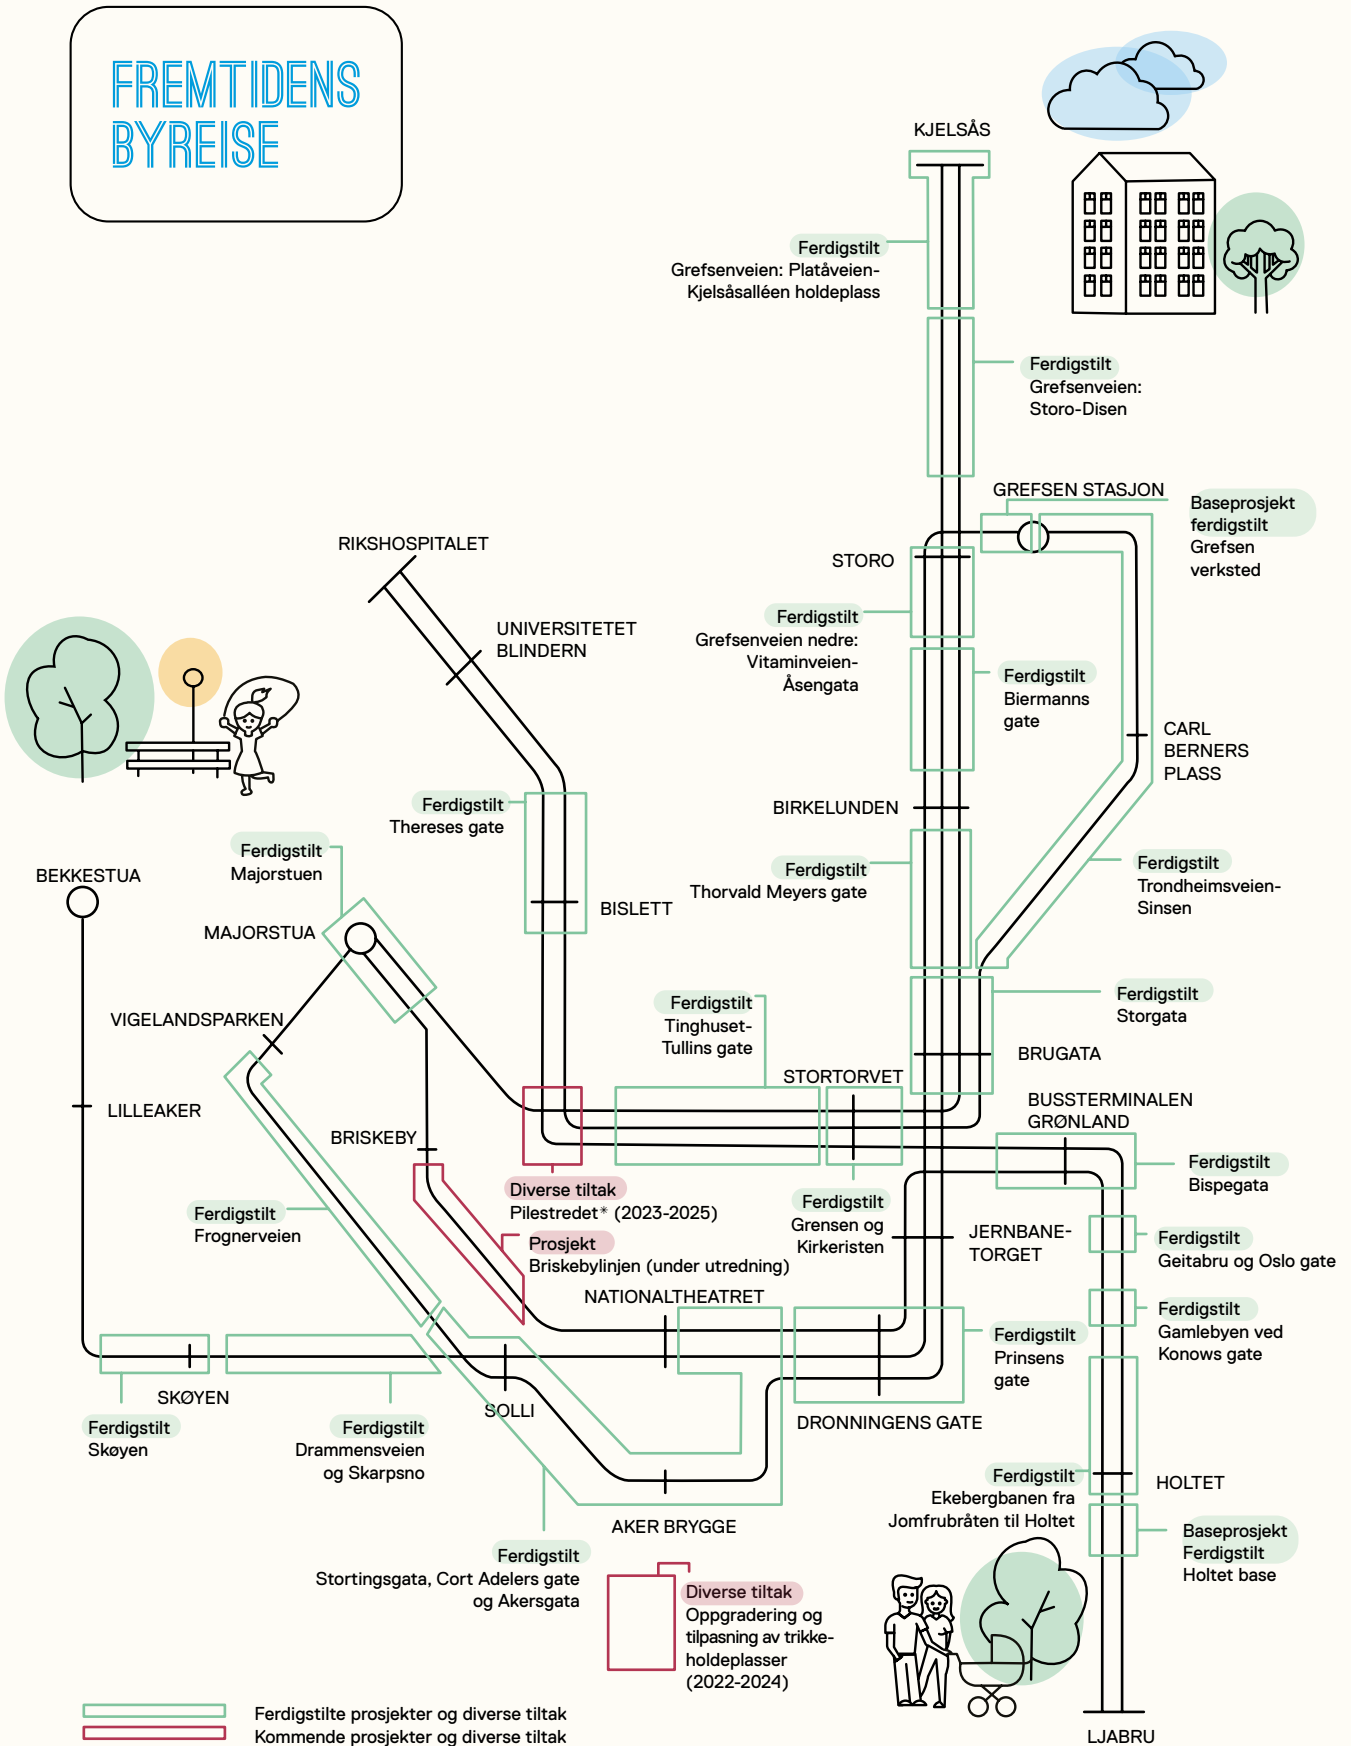 FREMTIDENS
BYREISE
KJELSÅS
Ferdigstilt
Grefsenveien: Platåveien-
Kjelsåsalléen holdeplass
Ferdigstilt
Grefsenveien:
Storo-Disen
GREFSEN STASJON
Baseprosjekt
ferdigstilt
Grefsen
verksted
RIKSHOSPITALET
STORO
UNIVERSITETET
BLINDERN
Ferdigstilt
Grefsenveien nedre:
Vitaminveien-
Åsengata
Ferdigstilt
Biermanns
gate
CARL
BERNERS
PLASS
Ferdigstilt
Thereses gate
BIRKELUNDEN
Ferdigstilt
Majorstuen
BEKKESTUA
Ferdigstilt
Thorvald Meyers gate
Ferdigstilt
Trondheimsveien-
Sinsen
BISLETT
MAJORSTUA
Ferdigstilt
Tinghuset-
Tullins gate
Ferdigstilt
Storgata
VIGELANDSPARKEN
BRUGATA
STORTORVET
BUSSTERMINALEN
GRØNLAND
LILLEAKER
BRISKEBY
Ferdigstilt
Bispegata
Diverse tiltak
Pilestredet* (2023-2025)
Ferdigstilt
Grensen og
Kirkeristen
Ferdigstilt
Frognerveien
Prosjekt
Briskebylinjen (under utredning)
JERNBANE-
TORGET
Ferdigstilt
Geitabru og Oslo gate
NATIONALTHEATRET
Ferdigstilt
Gamlebyen ved
Konows gate
Ferdigstilt
Prinsens
gate
SKØYEN
SOLLI
DRONNINGENS GATE
Ferdigstilt
Skøyen
Ferdigstilt
Drammensveien
og Skarpsno
Ferdigstilt
Ekebergbanen fra
Jomfrubråten til Holtet
HOLTET
AKER BRYGGE
Baseprosjekt
Ferdigstilt
Holtet base
Ferdigstilt
Stortingsgata, Cort Adelers gate
og Akersgata
Diverse tiltak
Oppgradering og
tilpasning av trikke-
holdeplasser
(2022-2024)
Ferdigstilte prosjekter og diverse tiltak
Kommende prosjekter og diverse tiltak
LJABRU